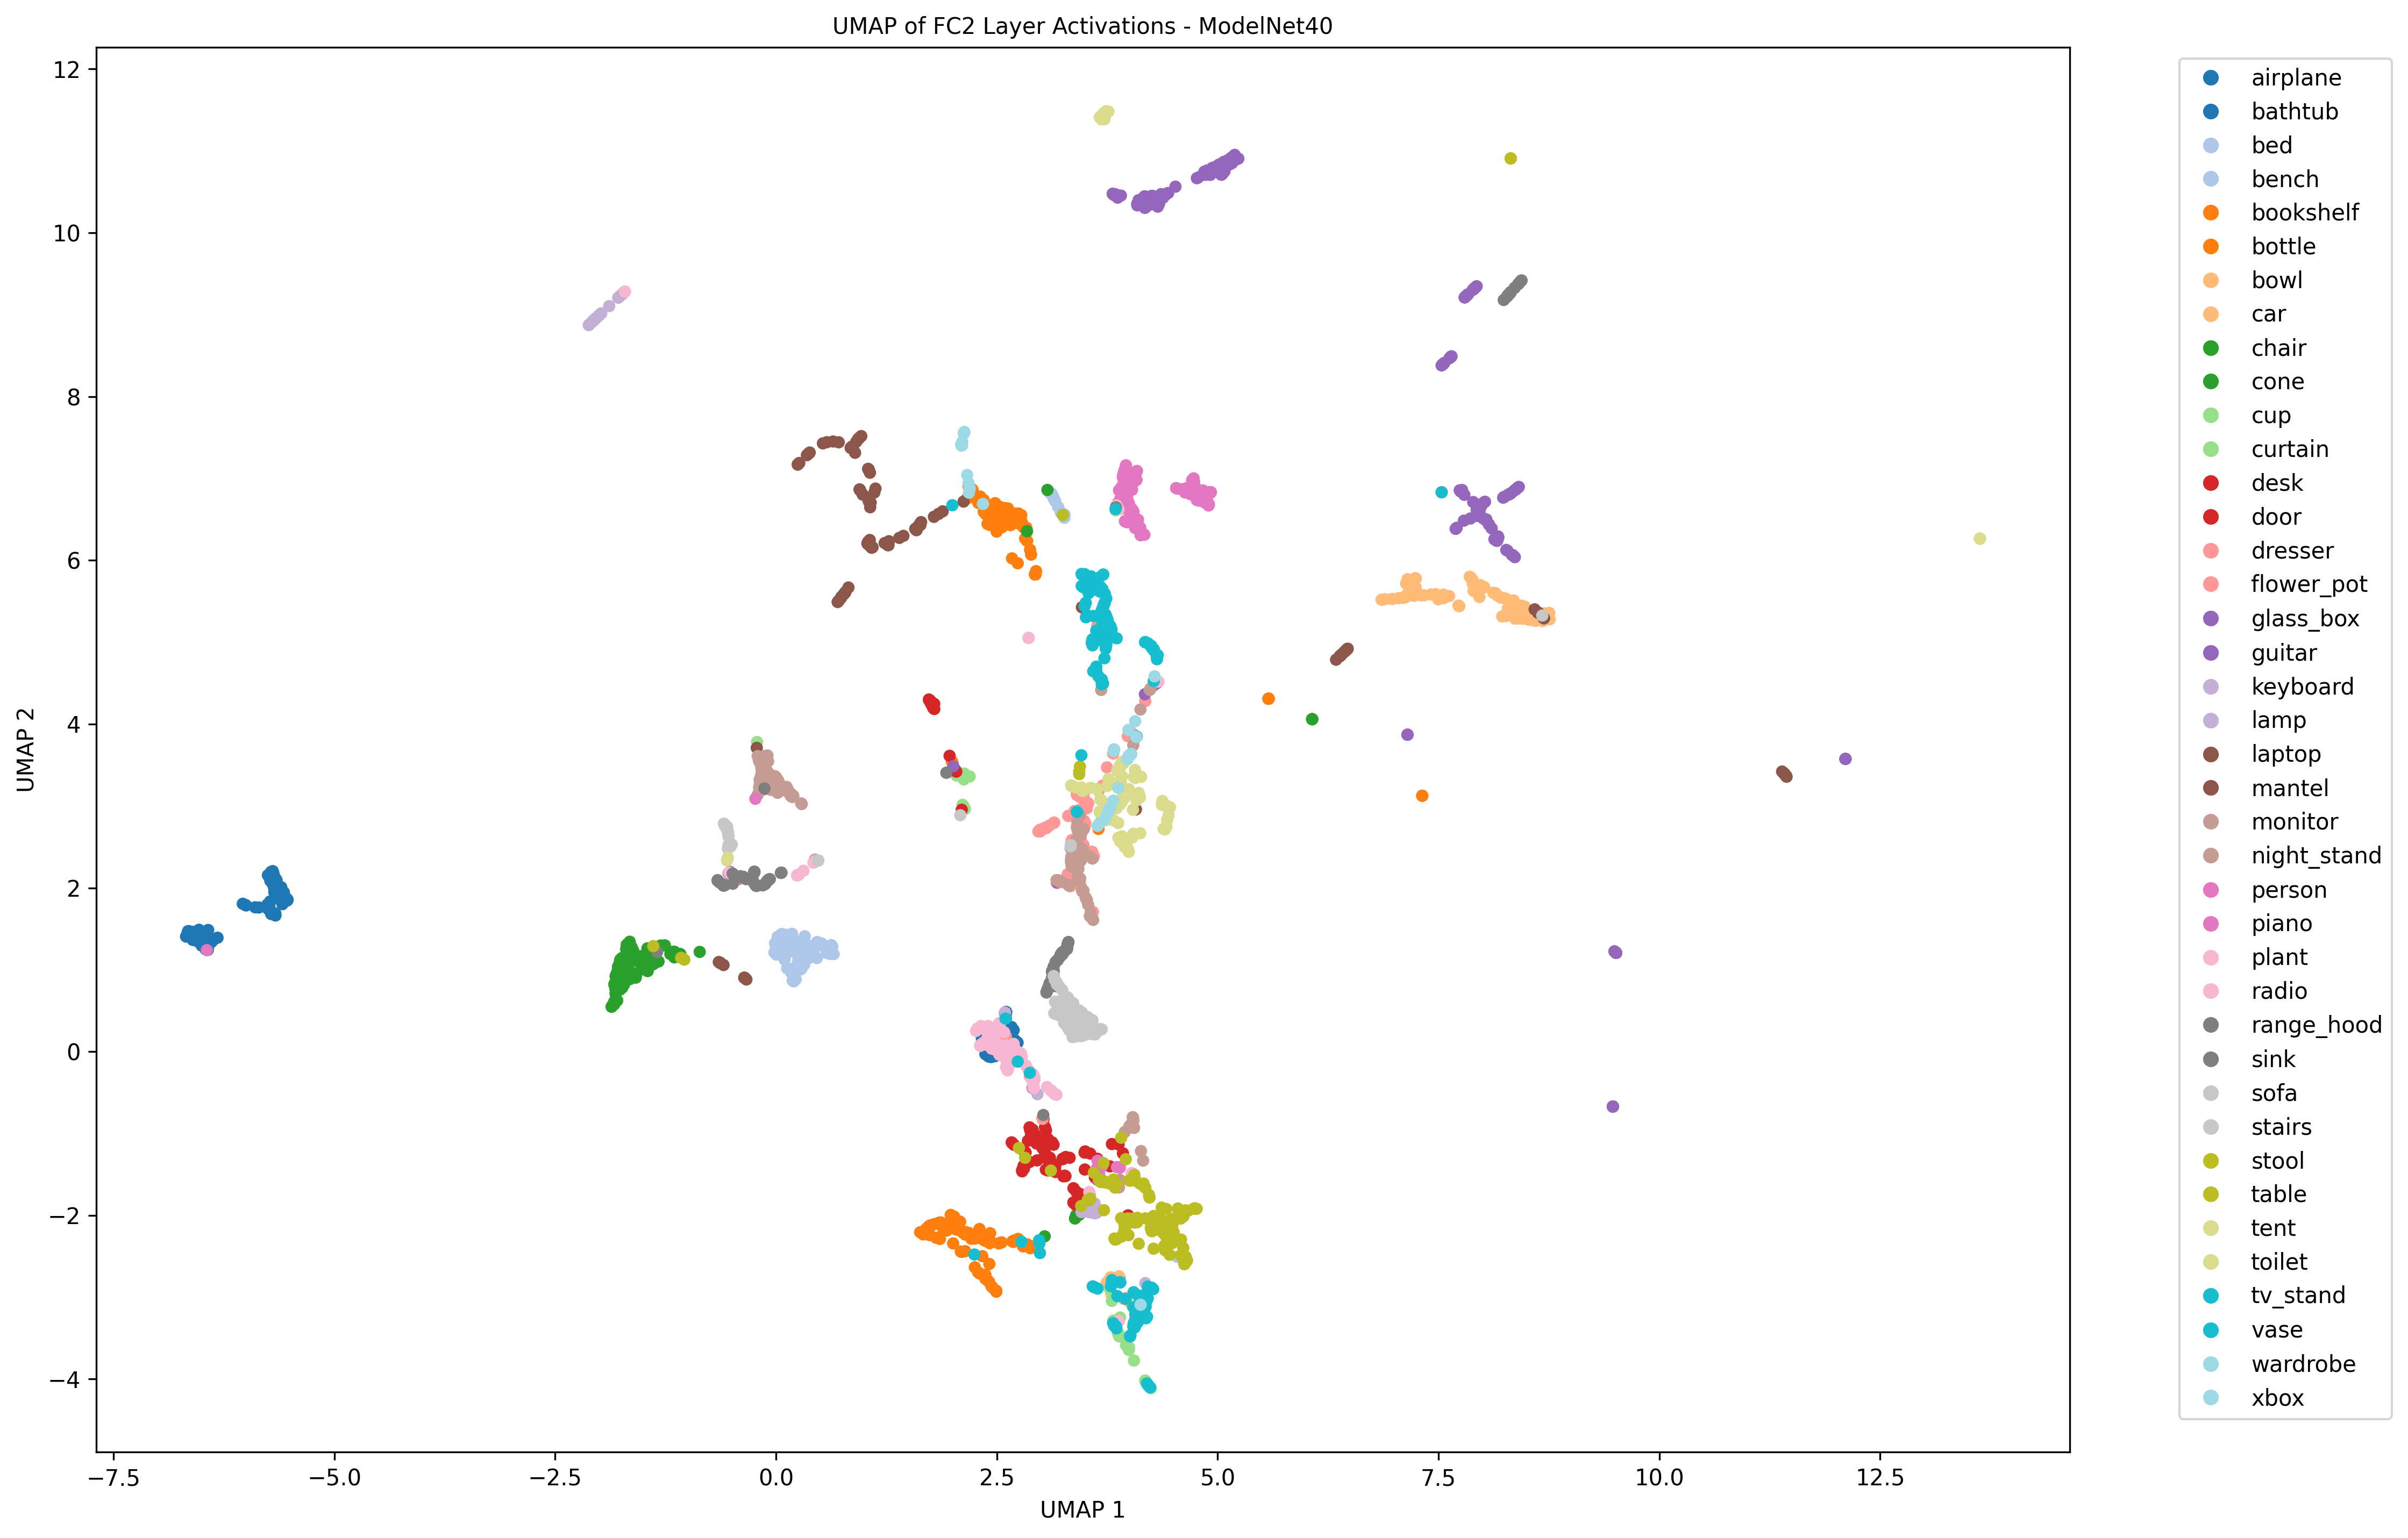 UMAP of FC2 Layer Activations - ModelNet40
12
10
8
6
4
2
0
−2
−4
UMAP 2
−7.5
−5.0
−2.5
0.0
2.5
5.0
7.5
10.0
12.5
UMAP 1
airplane
bathtub
bed
bench
bookshelf
bottle
bowl
car
chair
cone
cup
curtain
desk
door
dresser
flower_pot
glass_box
guitar
keyboard
lamp
laptop
mantel
monitor
night_stand
person
piano
plant
radio
range_hood
sink
sofa
stairs
stool
table
tent
toilet
tv_stand
vase
wardrobe
xbox